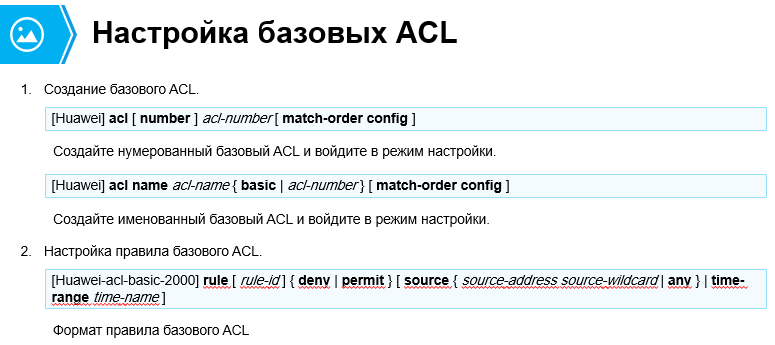 Настройка базовых ACL
1. Создание базового ACL.
[Huawei] acl [ number ] acl-number [ match-order config ]
Создайте нумерованный базовый ACL и войдите в режим настройки.
[Huawei] acl name acl-name { basic | acl-number } [ match-order config ]
Создайте именованный базовый ACL и войдите в режим настройки.
2. Настройка правила базового ACL.
[Huawei-acl-basic-2000] rule [ rule-id ] { deny | permit } [ source { source-address source-wildcard | any } | time-
range time-name ]
Формат правила базового ACL